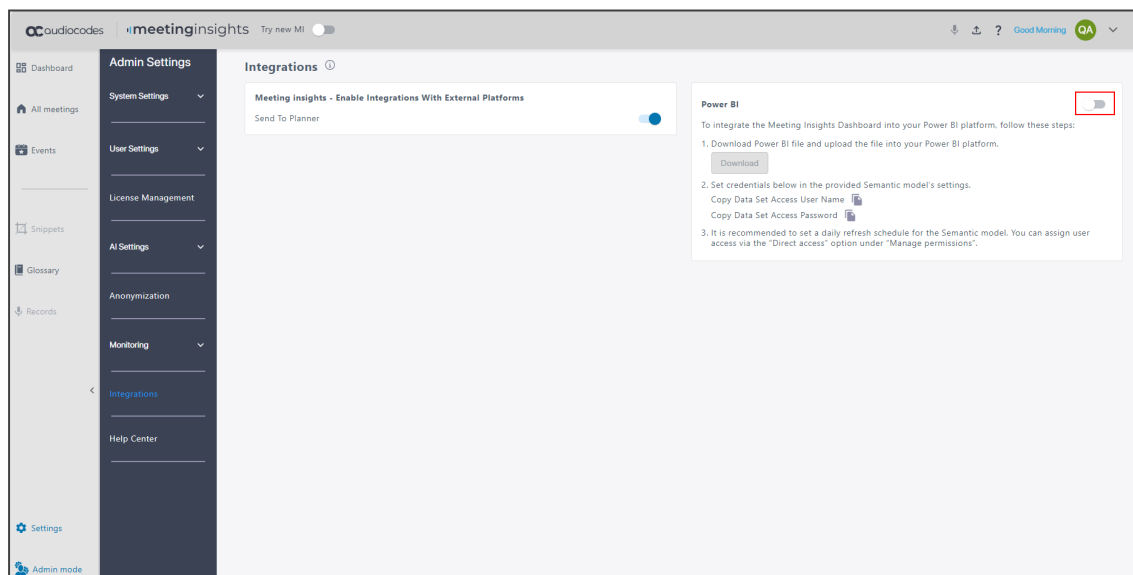 audiocodes
meetinginsights
Try new MI
?
Good Morning
QA
Dashboard
All meetings
Events
Snippets
Glossary
Records
Settings
Admin mode
Admin Settings
System Settings
User Settings
License Management
AI Settings
Anonymization
Monitoring
Integrations
Help Center
Integrations
Meeting insights - Enable Integrations With External Platforms
Send To Planner
Power BI
To integrate the Meeting Insights Dashboard into your Power BI platform, follow these steps:
1. Download Power BI file and upload the file into your Power BI platform.
Download
2. Set credentials below in the provided Semantic model's settings.
Copy Data Set Access User Name
Copy Data Set Access Password
3. It is recommended to set a daily refresh schedule for the Semantic model. You can assign user
access via the "Direct access" option under "Manage permissions".